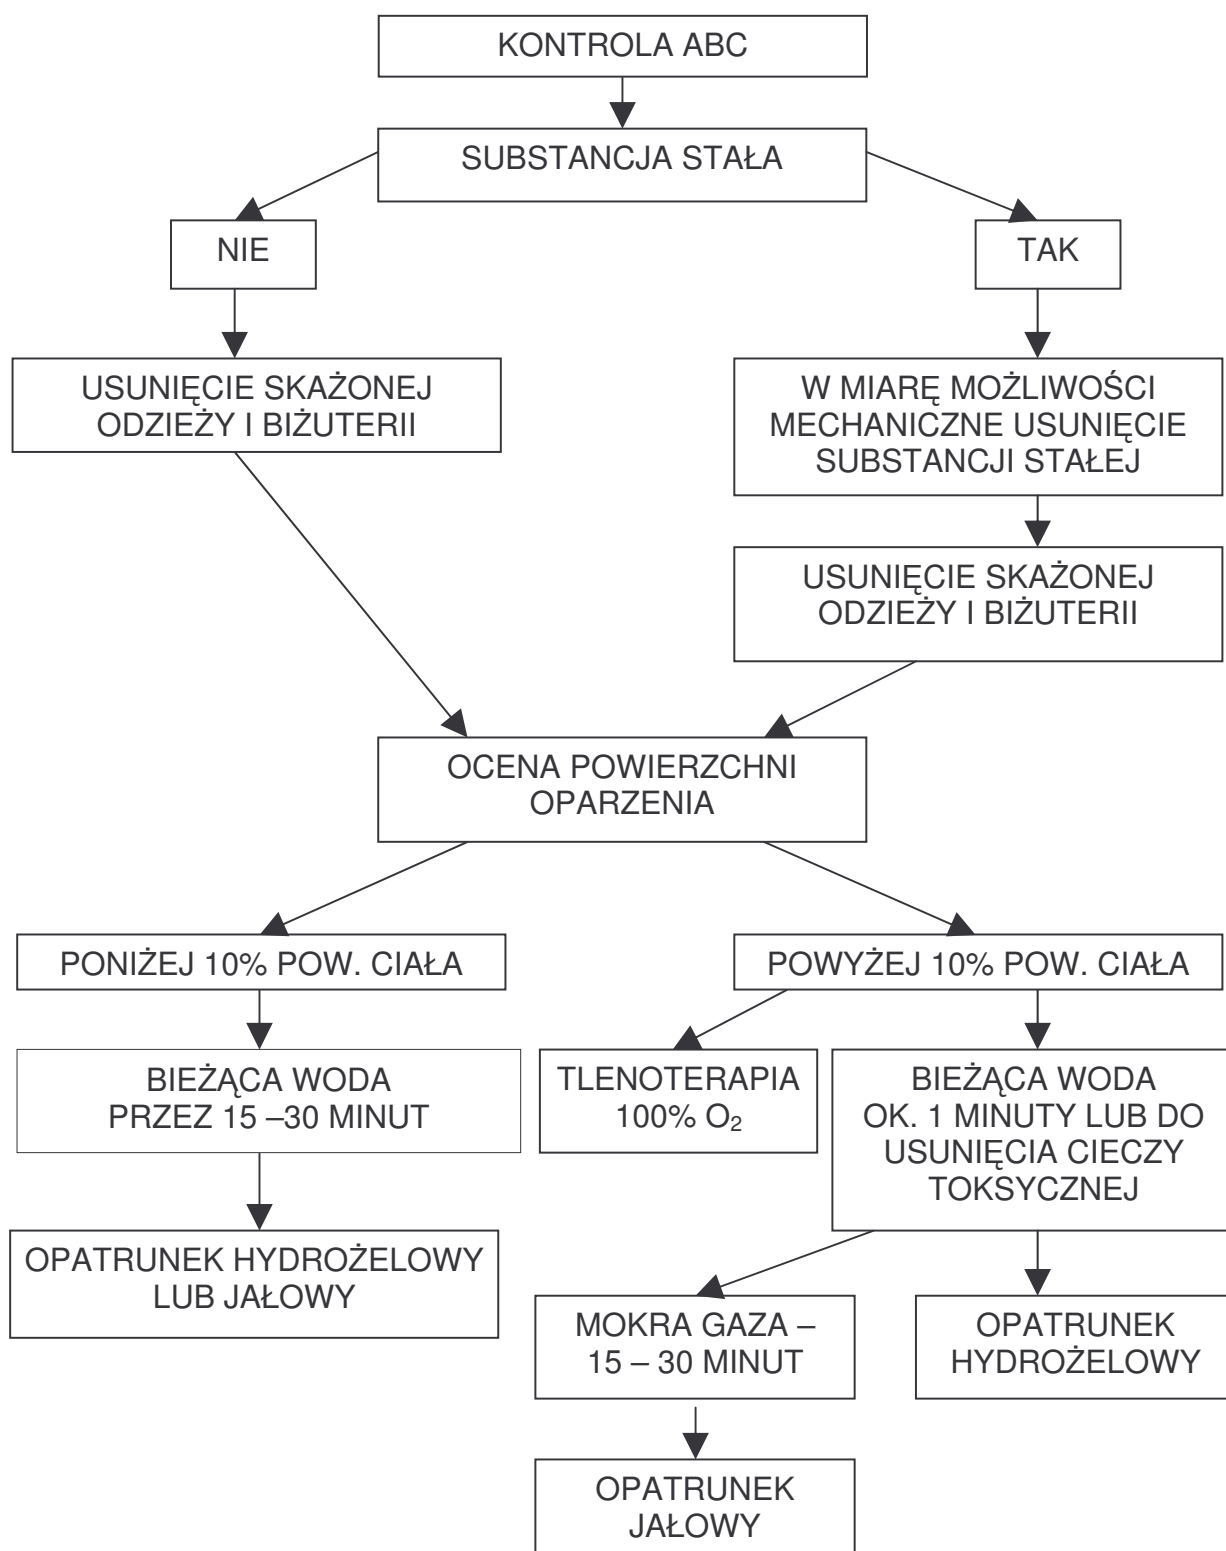 KONTROLA ABC
SUBSTANCJA STAŁA
NIE
TAK
USUNIĘCIE SKAŻONEJ
ODZIEŻY I BIŻUTERII
W MIARĘ MOŻLIWOŚCI
MECHANICZNE USUNIĘCIE
SUBSTANCJI STAŁEJ
USUNIĘCIE SKAŻONEJ
ODZIEŻY I BIŻUTERII
OCENA POWIERZCHNI
OPARZENIA
PONIŻEJ 10% POW. CIAŁA
POWYŻEJ 10% POW. CIAŁA
BIEŻĄCA WODA
PRZEZ 15 –30 MINUT
TLENOTERAPIA
100% O₂
BIEŻĄCA WODA
OK. 1 MINUTY LUB DO
USUNIĘCIA CIECZY
TOKSYCZNEJ
OPATRUNEK HYDROŻELOWY
LUB JAŁOWY
MOKRA GAZA –
15 – 30 MINUT
OPATRUNEK
HYDROŻELOWY
OPATRUNEK
JAŁOWY